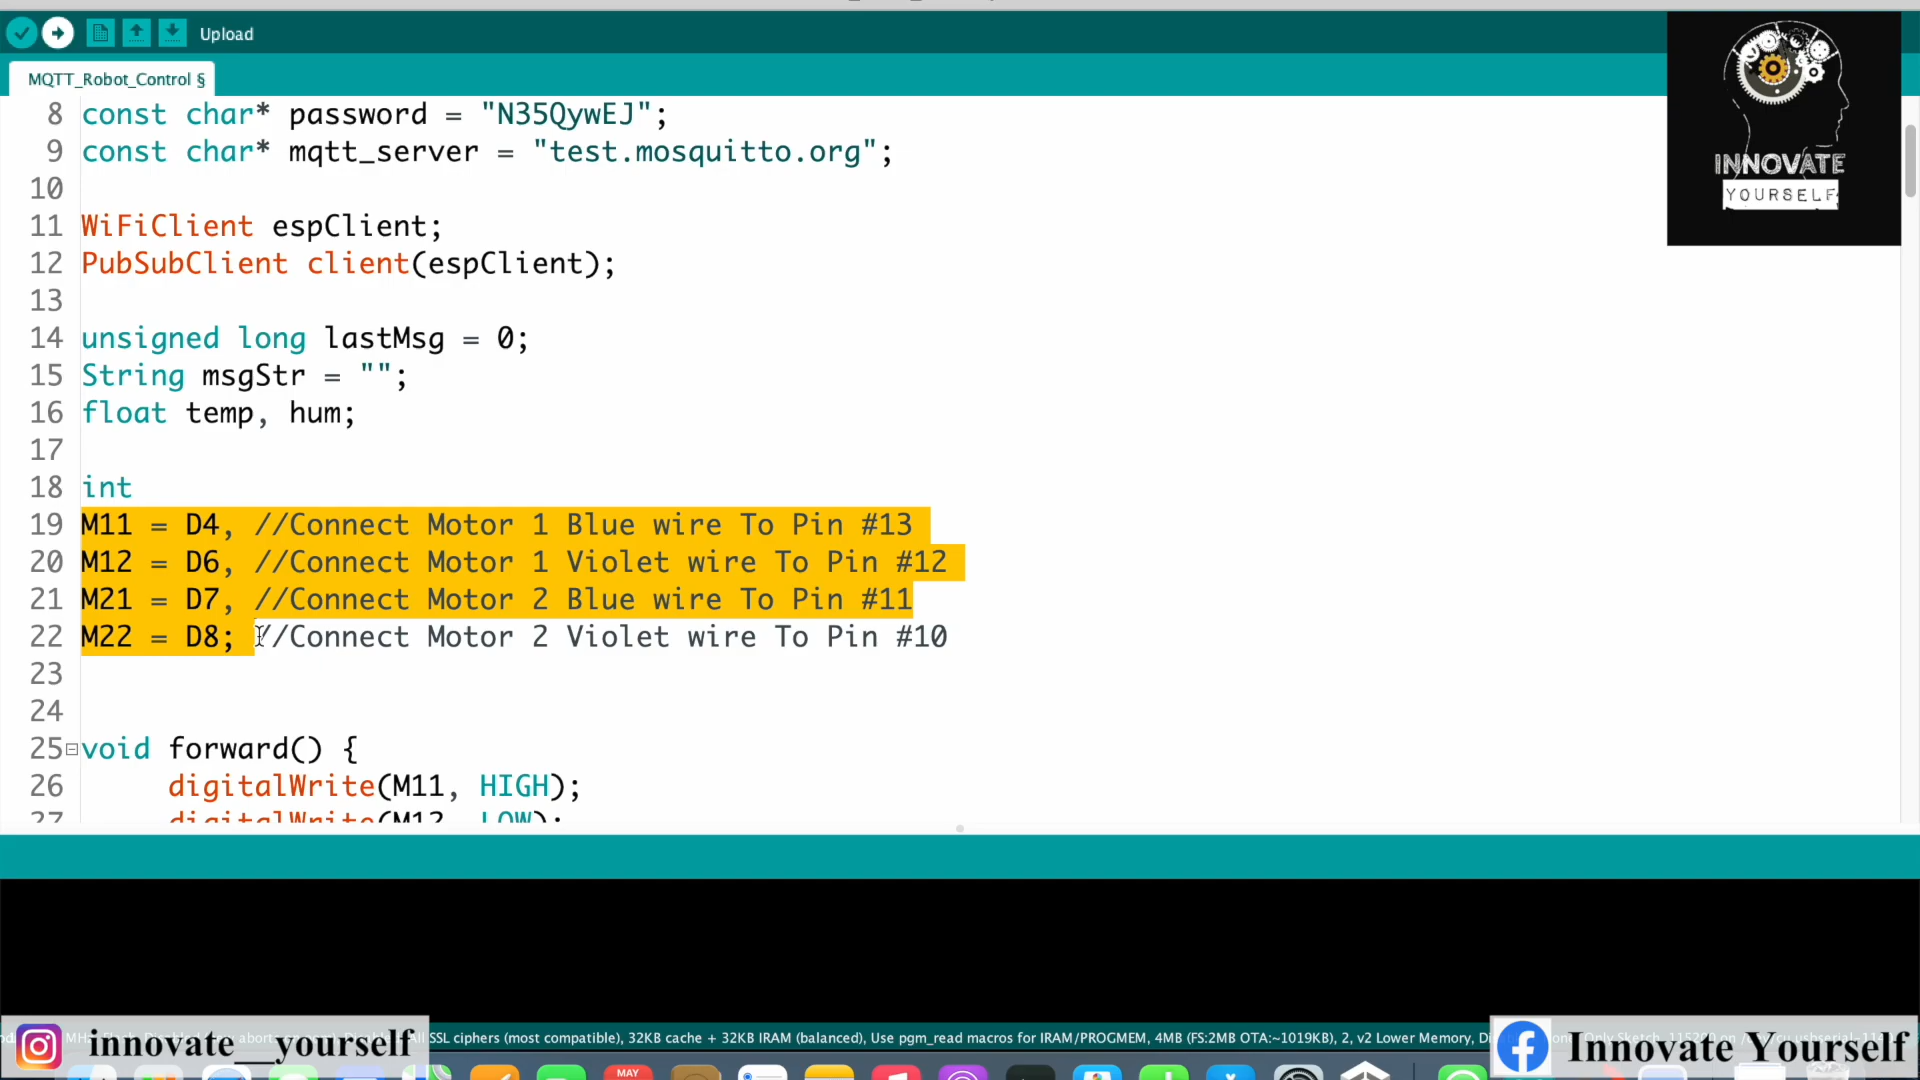 Upload
MQTT_Robot_Control §
INNOVATE
YOURSELF
8 const char* password = "N35QywEJ";
9 const char* mqtt_server = "test.mosquitto.org";
10
11 WiFiClient espClient;
12 PubSubClient client(espClient);
13
14 unsigned long lastMsg = 0;
15 String msgStr = "";
16 float temp, hum;
17
18 int
19 M11 = D4, //Connect Motor 1 Blue wire To Pin #13
20 M12 = D6, //Connect Motor 1 Violet wire To Pin #12
21 M21 = D7, //Connect Motor 2 Blue wire To Pin #11
22 M22 = D8; //Connect Motor 2 Violet wire To Pin #10
23
24
25 void forward() {
26 digitalWrite(M11, HIGH);
27 digitalWrite(M12, LOW);
innovate__yourself
SSL ciphers (most compatible), 32KB cache + 32KB IRAM (balanced), Use pgm_read macros for IRAM/PROGMEM, 4MB (FS:2MB OTA:~1019KB), 2, v2 Lower Memory,
Innovate Yourself
MAY